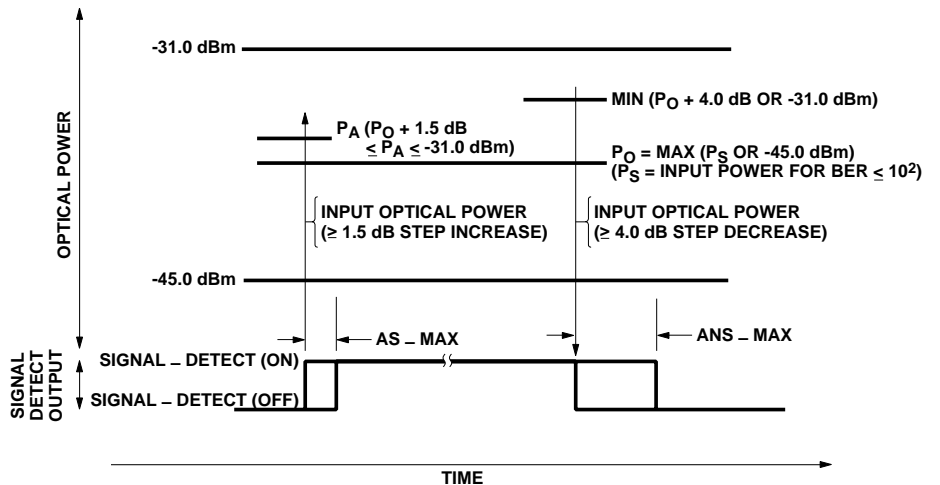 -31.0 dBm
MIN (PO + 4.0 dB OR -31.0 dBm)
PA (PO + 1.5 dB
≤ PA ≤ -31.0 dBm)
PO = MAX (PS OR -45.0 dBm)
(PS = INPUT POWER FOR BER ≤ 10²)
OPTICAL POWER
INPUT OPTICAL POWER
(≥ 1.5 dB STEP INCREASE)
INPUT OPTICAL POWER
(≥ 4.0 dB STEP DECREASE)
-45.0 dBm
AS – MAX
ANS – MAX
SIGNAL – DETECT (ON)
SIGNAL – DETECT (OFF)
SIGNAL
DETECT
OUTPUT
TIME